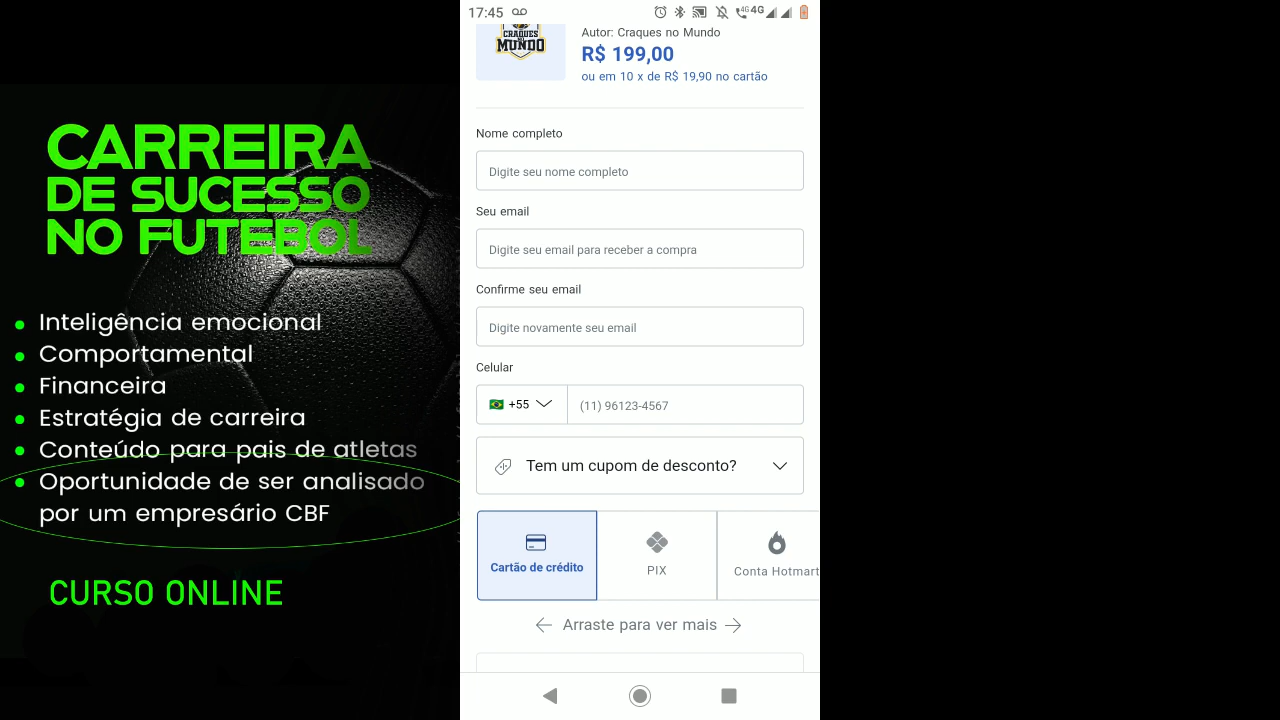 CARREIRA
DE SUCESSO
NO FUTEBOL
Inteligência emocional
Comportamental
Financeira
Estratégia de carreira
Conteúdo para pais de atletas
Oportunidade de ser analisado
por um empresário CBF
CURSO ONLINE
17:45
4G 4G
CRAQUES
NO
MUNDO
Autor: Craques no Mundo
R$ 199,00
ou em 10 x de R$ 19,90 no cartão
Nome completo
Digite seu nome completo
Seu email
Digite seu email para receber a compra
Confirme seu email
Digite novamente seu email
Celular
+55
(11) 96123-4567
Tem um cupom de desconto?
Cartão de crédito
PIX
Conta Hotmart
Arraste para ver mais